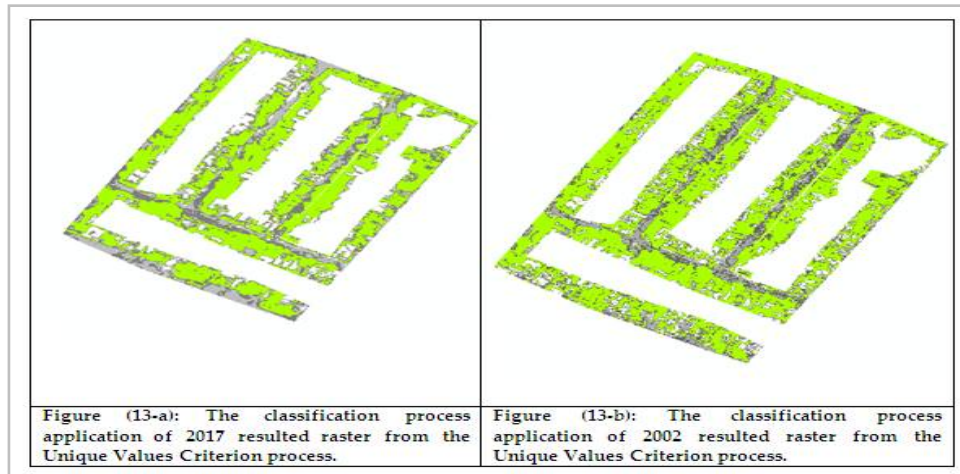 Figure (13-a): The classification process
application of 2017 resulted raster from the
Unique Values Criterion process.
Figure (13-b): The classification process
application of 2002 resulted raster from the
Unique Values Criterion process.